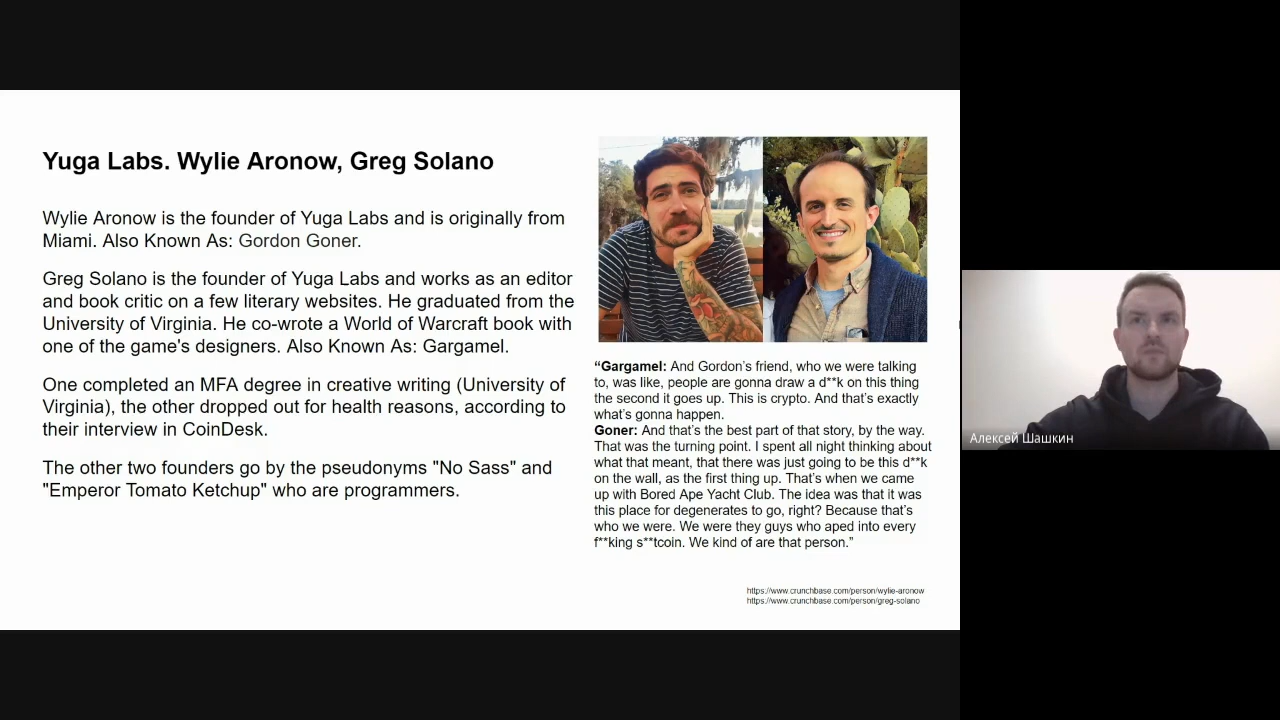 Yuga Labs. Wylie Aronow, Greg Solano
Wylie Aronow is the founder of Yuga Labs and is originally from
Miami. Also Known As: Gordon Goner.
Greg Solano is the founder of Yuga Labs and works as an editor
and book critic on a few literary websites. He graduated from the
University of Virginia. He co-wrote a World of Warcraft book with
one of the game's designers. Also Known As: Gargamel.
One completed an MFA degree in creative writing (University of
Virginia), the other dropped out for health reasons, according to
their interview in CoinDesk.
The other two founders go by the pseudonyms "No Sass" and
"Emperor Tomato Ketchup" who are programmers.
“Gargamel: And Gordon’s friend, who we were talking
to, was like, people are gonna draw a d**k on this thing
the second it goes up. This is crypto. And that’s exactly
what’s gonna happen.
Goner: And that’s the best part of that story, by the way.
That was the turning point. I spent all night thinking about
what that meant, that there was just going to be this d**k
on the wall, as the first thing up. That’s when we came
up with Bored Ape Yacht Club. The idea was that it was
this place for degenerates to go, right? Because that’s
who we were. We were they guys who aped into every
f**king s**tcoin. We kind of are that person.”
https://www.crunchbase.com/person/wylie-aronow
https://www.crunchbase.com/person/greg-solano
Алексей Шашкин